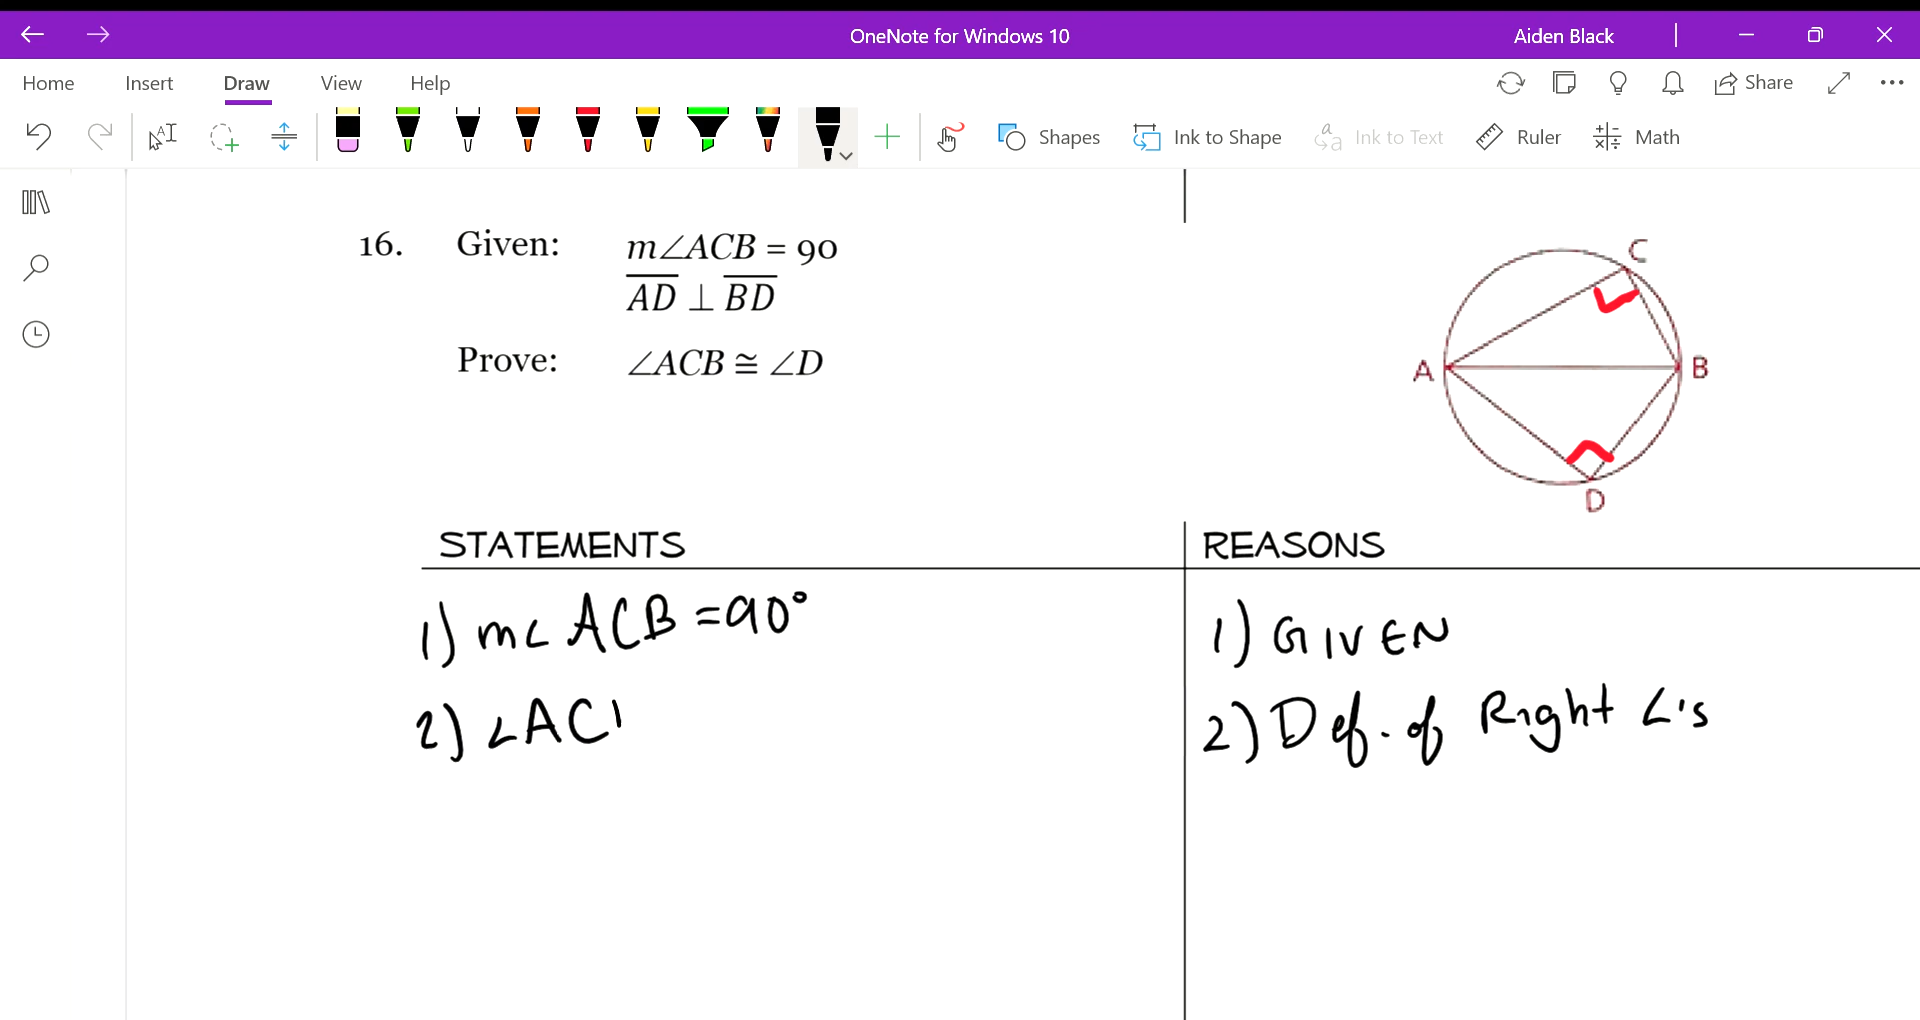 OneNote for Windows 10
Aiden Black
Home Insert Draw View Help
Share
Shapes Ink to Shape Ink to Text Ruler Math
16. Given: m∠ACB = 90
AD ⊥ BD
Prove: ∠ACB ≅ ∠D
C
A
B
D
STATEMENTS REASONS
1) m∠ ACB = 90° 1) GIVEN
2) ∠AC 2) Def. of Right ∠'s